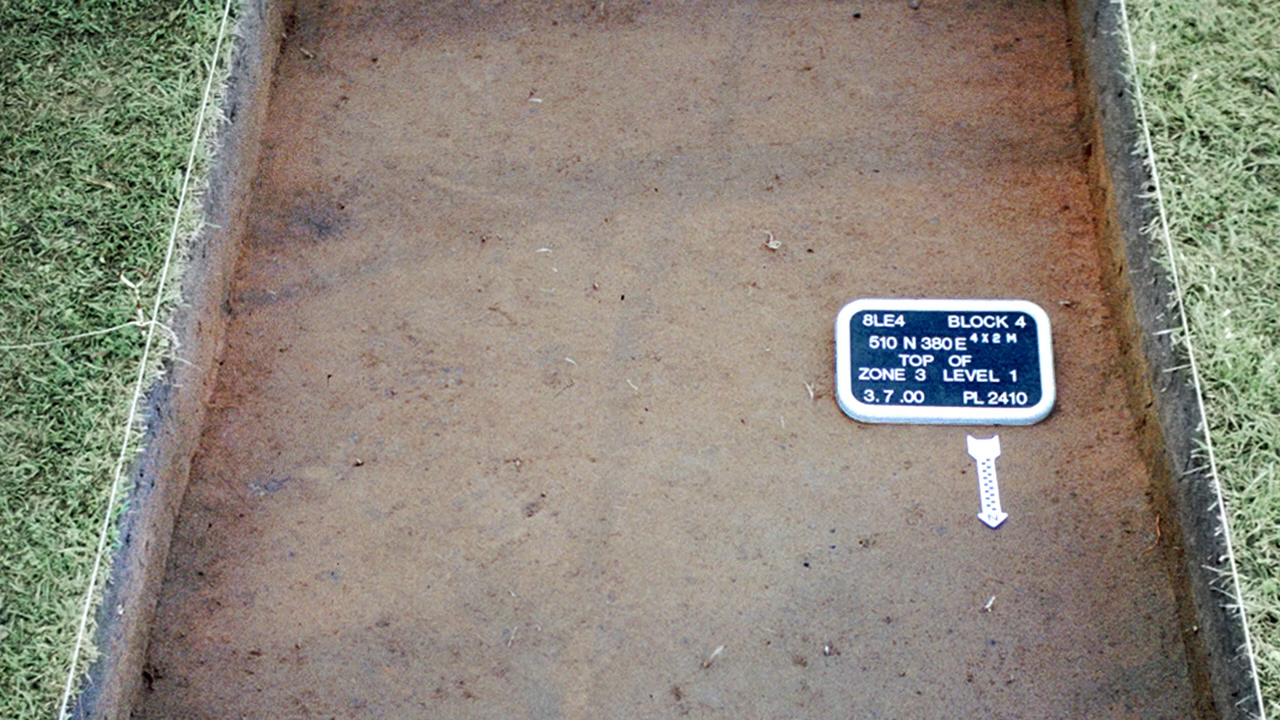 8LE4 BLOCK 4
510 N 380 E 4 X 2 M
TOP OF
ZONE 3 LEVEL 1
3.7.00 PL 2410
N